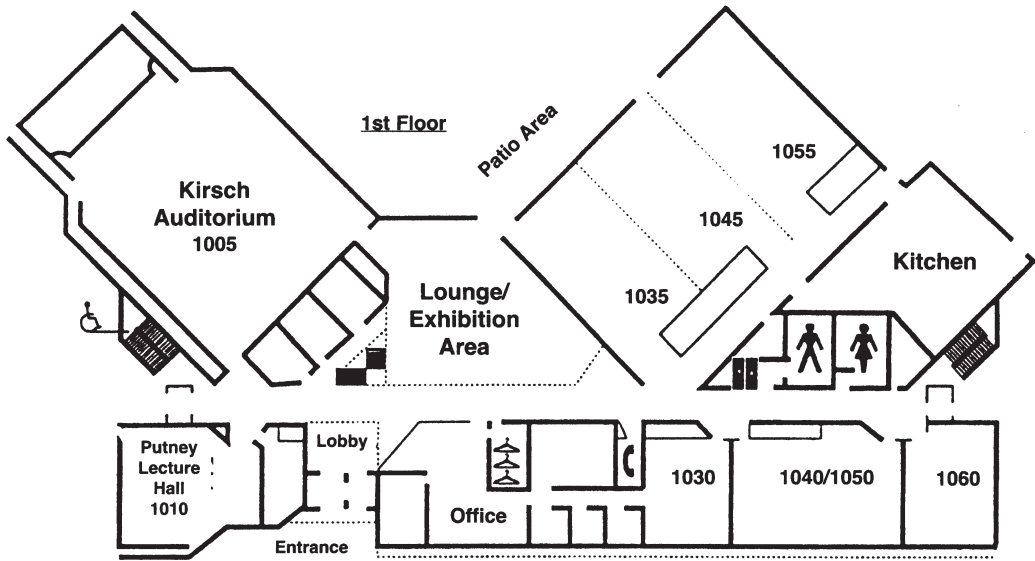 1st Floor
Patio Area
Kirsch
Auditorium
1005
1055
1045
1035
Kitchen
Lounge/
Exhibition
Area
Putney
Lecture
Hall
1010
Lobby
Entrance
Office
1030
1040/1050
1060